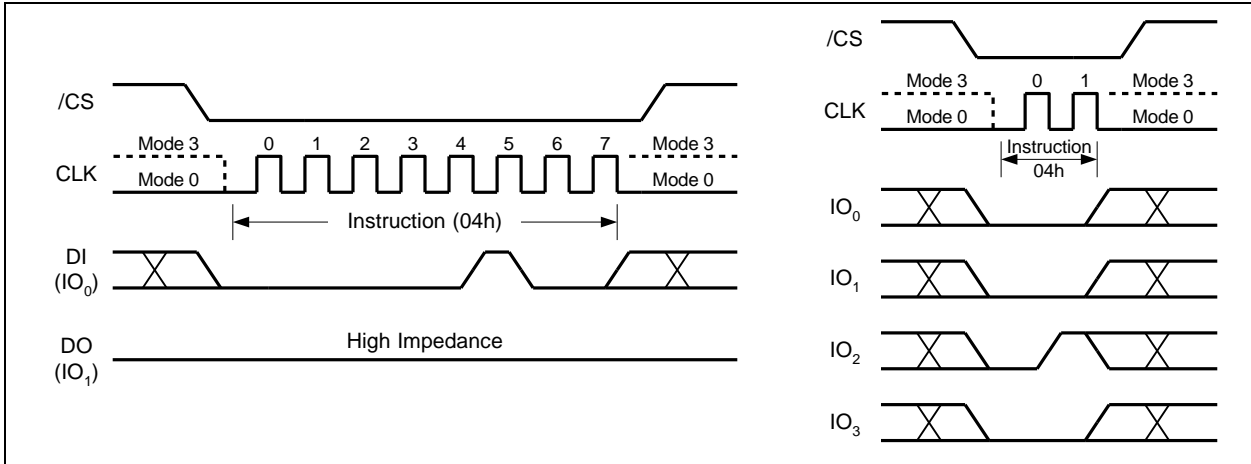 /CS
Mode 3 0 1 2 3 4 5 6 7 Mode 3
CLK
Mode 0 Mode 0
Instruction (04h)
DI
(IO0)
DO
(IO1)
High Impedance
/CS
Mode 3 0 1 Mode 3
CLK
Mode 0 Mode 0
Instruction
04h
IO0
IO1
IO2
IO3